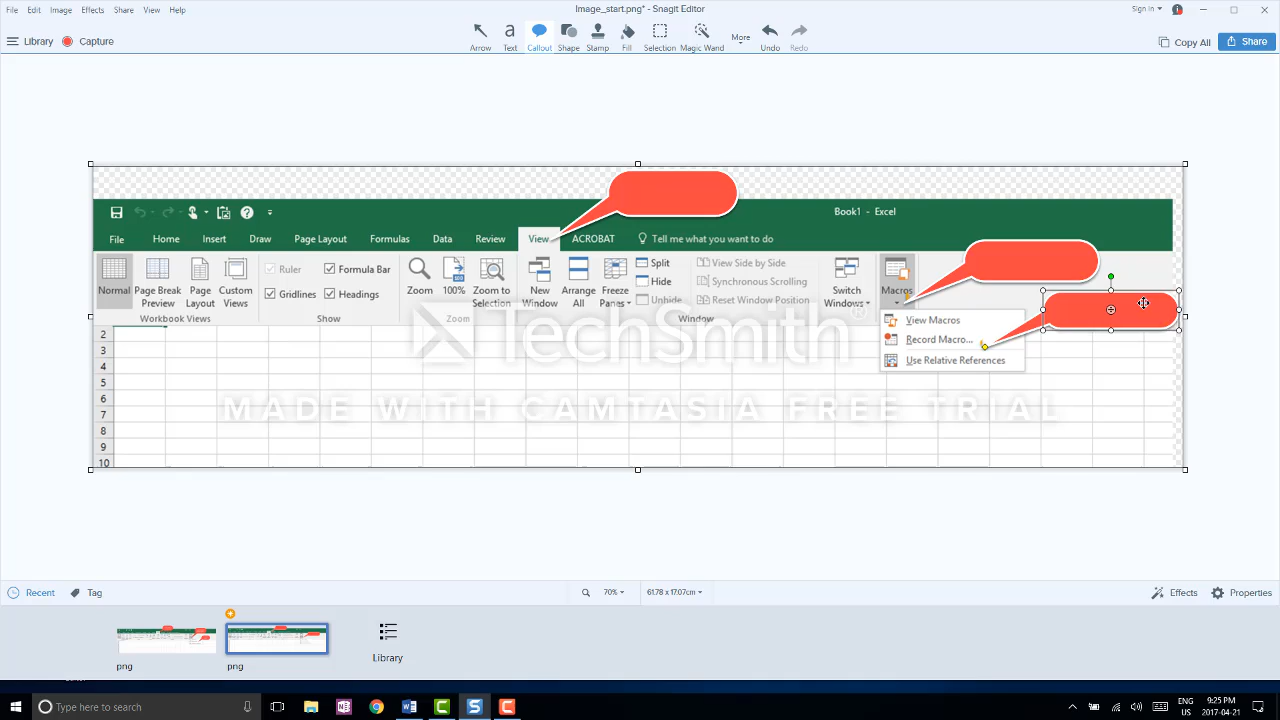 File Edit Image Effects Share View Help
Image_start.png* - Snagit Editor
Sign in
Library Capture
Arrow Text Callout Shape Stamp Fill Selection Magic Wand More Undo Redo
Copy All Share
Book1 - Excel
File Home Insert Draw Page Layout Formulas Data Review View ACROBAT Tell me what you want to do
Normal Page Break Preview Page Layout Custom Views
Workbook Views
Ruler Formula Bar
Gridlines Headings
Show
Zoom 100% Zoom to Selection
Zoom
New Window Arrange All Freeze Panes
Split
Hide
Unhide
View Side by Side
Synchronous Scrolling
Reset Window Position
Window
Switch Windows
Macros
View Macros
Record Macro...
Use Relative References
2
3
4
5
6
7
8
9
10
TechSmith®
MADE WITH CAMTASIA FREE TRIAL
Recent Tag
70%
61.78 x 17.07cm
Effects Properties
png
png
Library
Type here to search
ENG
US
9:25 PM
2017-04-21